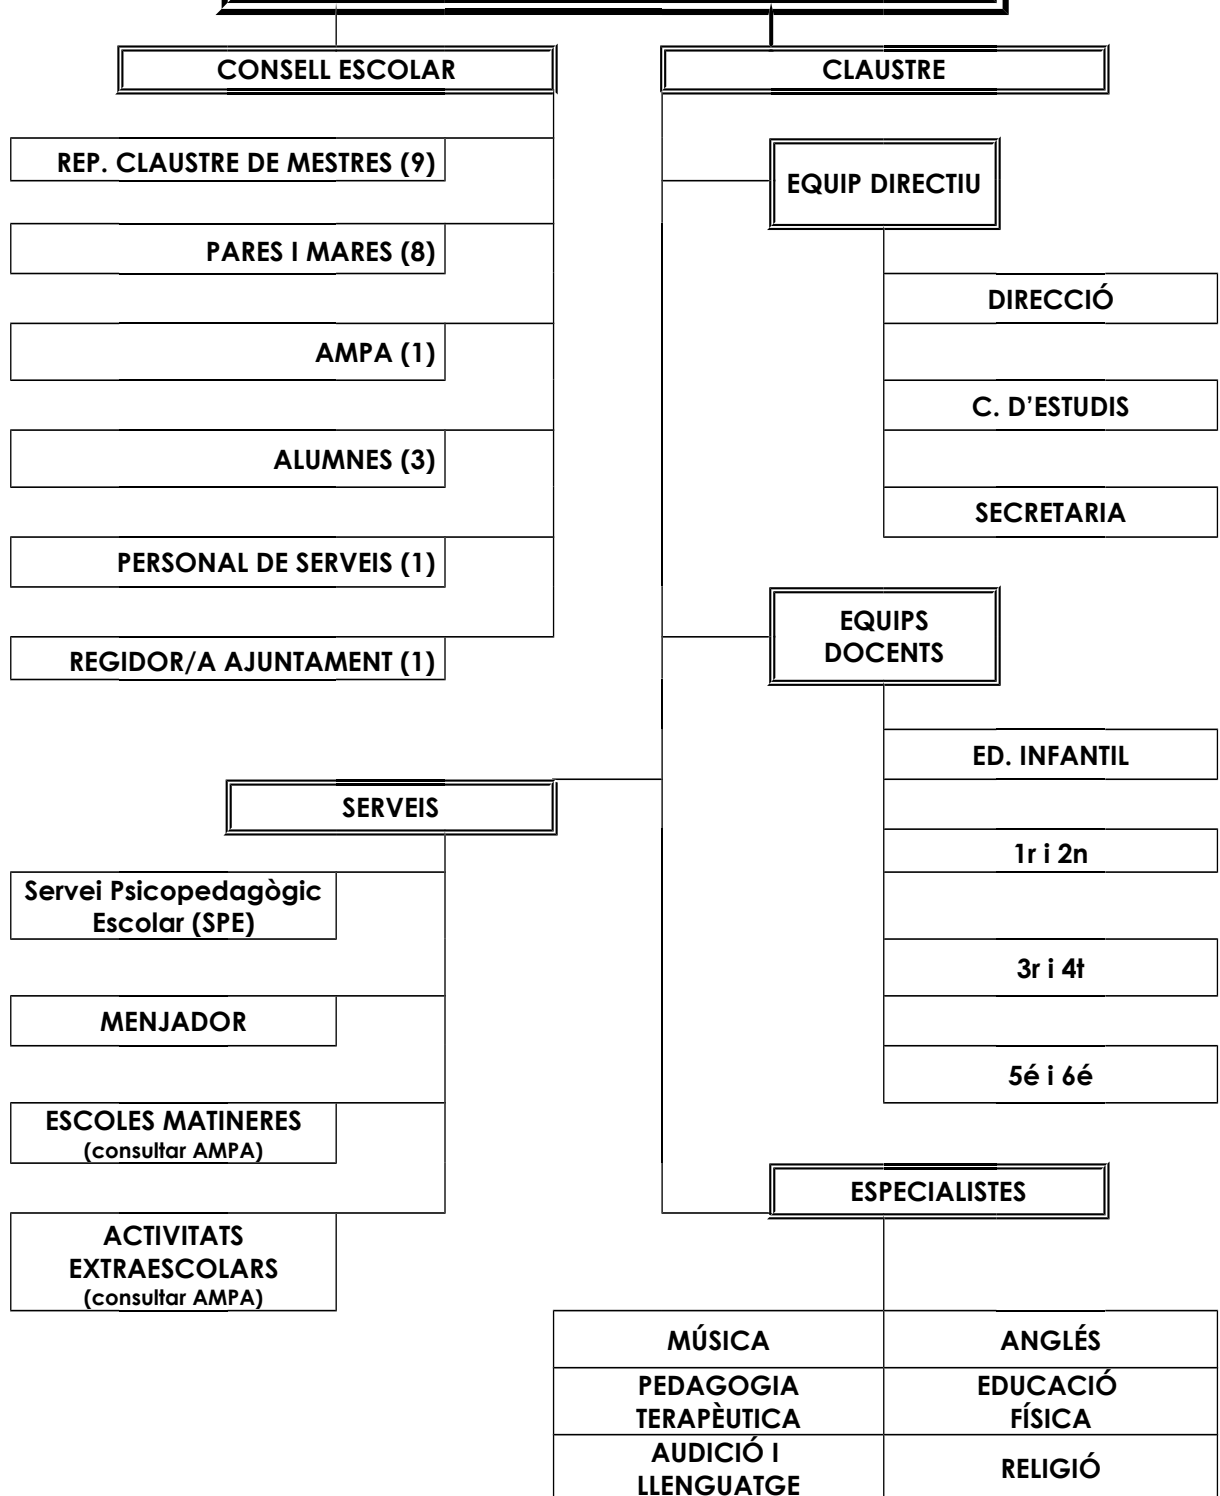 CONSELL ESCOLAR
REP. CLAUSTRE DE MESTRES (9)
PARES I MARES (8)
AMPA (1)
ALUMNES (3)
PERSONAL DE SERVEIS (1)
REGIDOR/A AJUNTAMENT (1)
CLAUSTRE
EQUIP DIRECTIU
DIRECCIÓ
C. D’ESTUDIS
SECRETARIA
EQUIPS
DOCENTS
ED. INFANTIL
1r i 2n
3r i 4t
5é i 6é
SERVEIS
Servei Psicopedagògic
Escolar (SPE)
MENJADOR
ESCOLES MATINERES
(consultar AMPA)
ACTIVITATS
EXTRAESCOLARS
(consultar AMPA)
ESPECIALISTES
MÚSICA
ANGLÉS
PEDAGOGIA
TERAPÈUTICA
EDUCACIÓ
FÍSICA
AUDICIÓ I
LLENGUATGE
RELIGIÓ